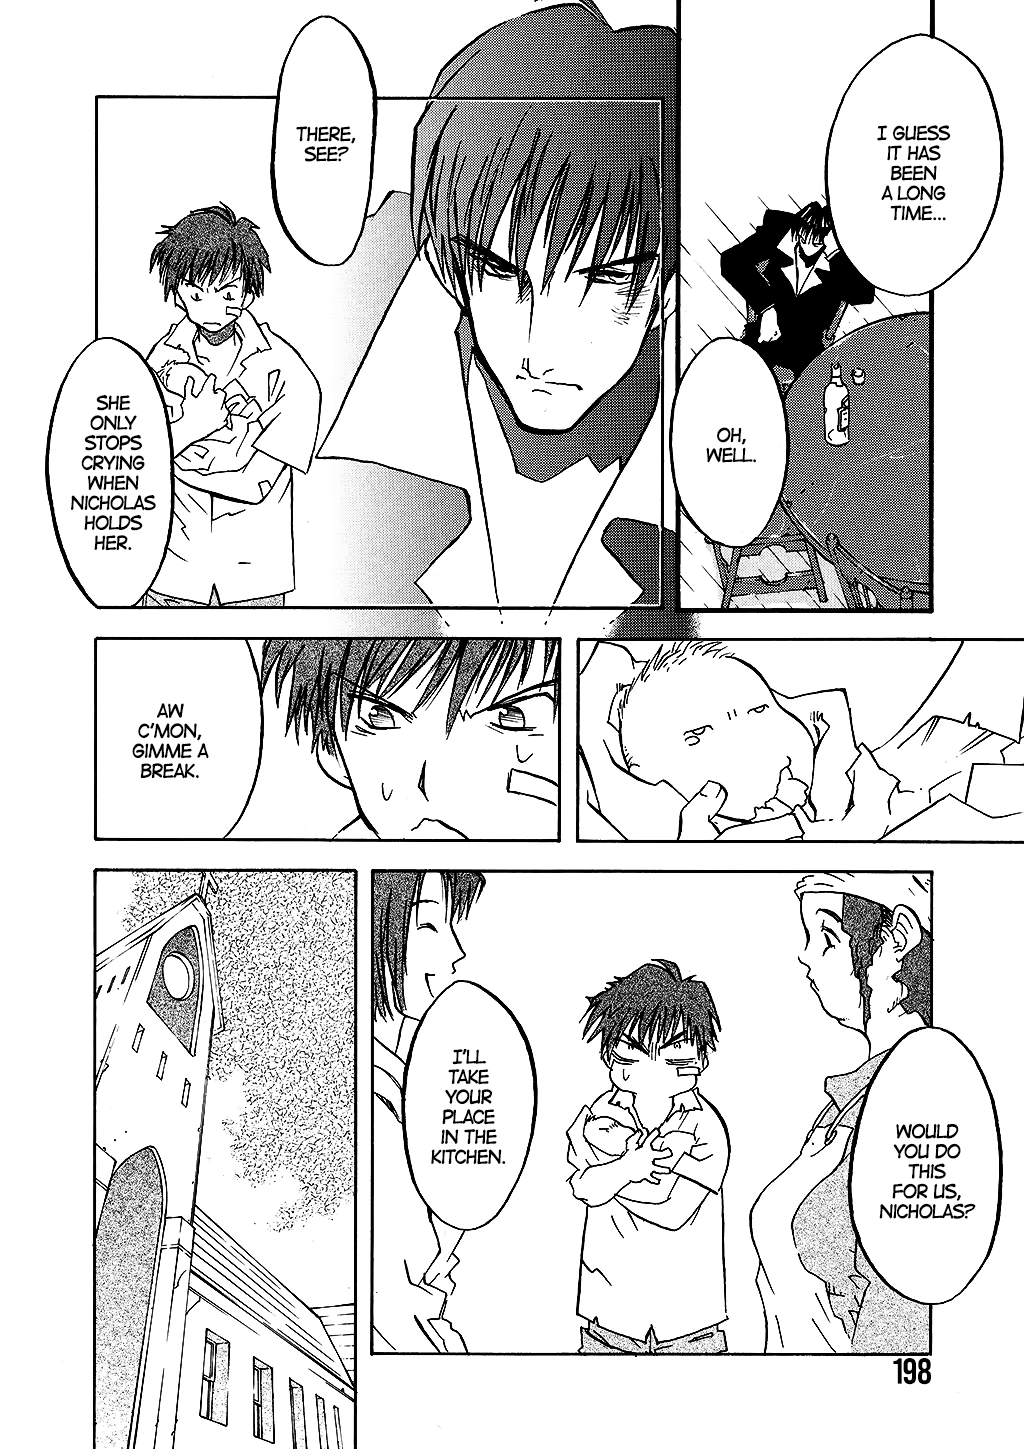 I GUESS
IT HAS
BEEN
A LONG
TIME...
OH,
WELL.
THERE,
SEE?
SHE
ONLY
STOPS
CRYING
WHEN
NICHOLAS
HOLDS
HER.
AW
C'MON,
GIMME A
BREAK.
WOULD
YOU DO
THIS
FOR US,
NICHOLAS?
I'LL
TAKE
YOUR
PLACE
IN THE
KITCHEN.
198